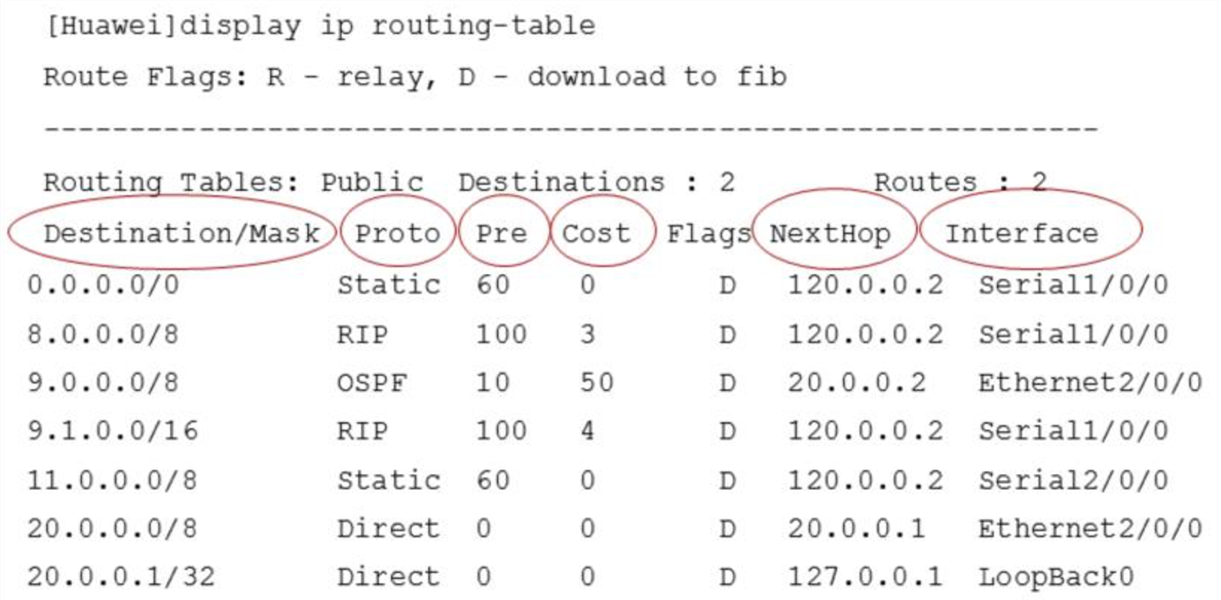 [Huawei]display ip routing-table
Route Flags: R - relay, D - download to fib
--------------------------------------------------------------
Routing Tables: Public Destinations : 2 Routes : 2
Destination/Mask Proto Pre Cost Flags NextHop Interface
0.0.0.0/0 Static 60 0 D 120.0.0.2 Serial1/0/0
8.0.0.0/8 RIP 100 3 D 120.0.0.2 Serial1/0/0
9.0.0.0/8 OSPF 10 50 D 20.0.0.2 Ethernet2/0/0
9.1.0.0/16 RIP 100 4 D 120.0.0.2 Serial1/0/0
11.0.0.0/8 Static 60 0 D 120.0.0.2 Serial2/0/0
20.0.0.0/8 Direct 0 0 D 20.0.0.1 Ethernet2/0/0
20.0.0.1/32 Direct 0 0 D 127.0.0.1 LoopBack0